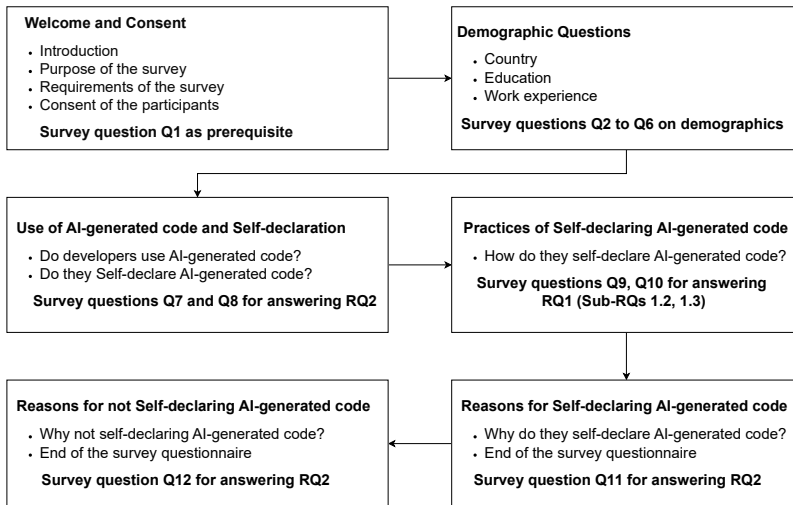 Welcome and Consent
• Introduction
• Purpose of the survey
• Requirements of the survey
• Consent of the participants
Survey question Q1 as prerequisite
Demographic Questions
• Country
• Education
• Work experience
Survey questions Q2 to Q6 on demographics
Use of AI-generated code and Self-declaration
• Do developers use AI-generated code?
• Do they Self-declare AI-generated code?
Survey questions Q7 and Q8 for answering RQ2
Practices of Self-declaring AI-generated code
• How do they self-declare AI-generated code?
Survey questions Q9, Q10 for answering
RQ1 (Sub-RQs 1.2, 1.3)
Reasons for not Self-declaring AI-generated code
• Why not self-declaring AI-generated code?
• End of the survey questionnaire
Survey question Q12 for answering RQ2
Reasons for Self-declaring AI-generated code
• Why do they self-declare AI-generated code?
• End of the survey questionnaire
Survey question Q11 for answering RQ2